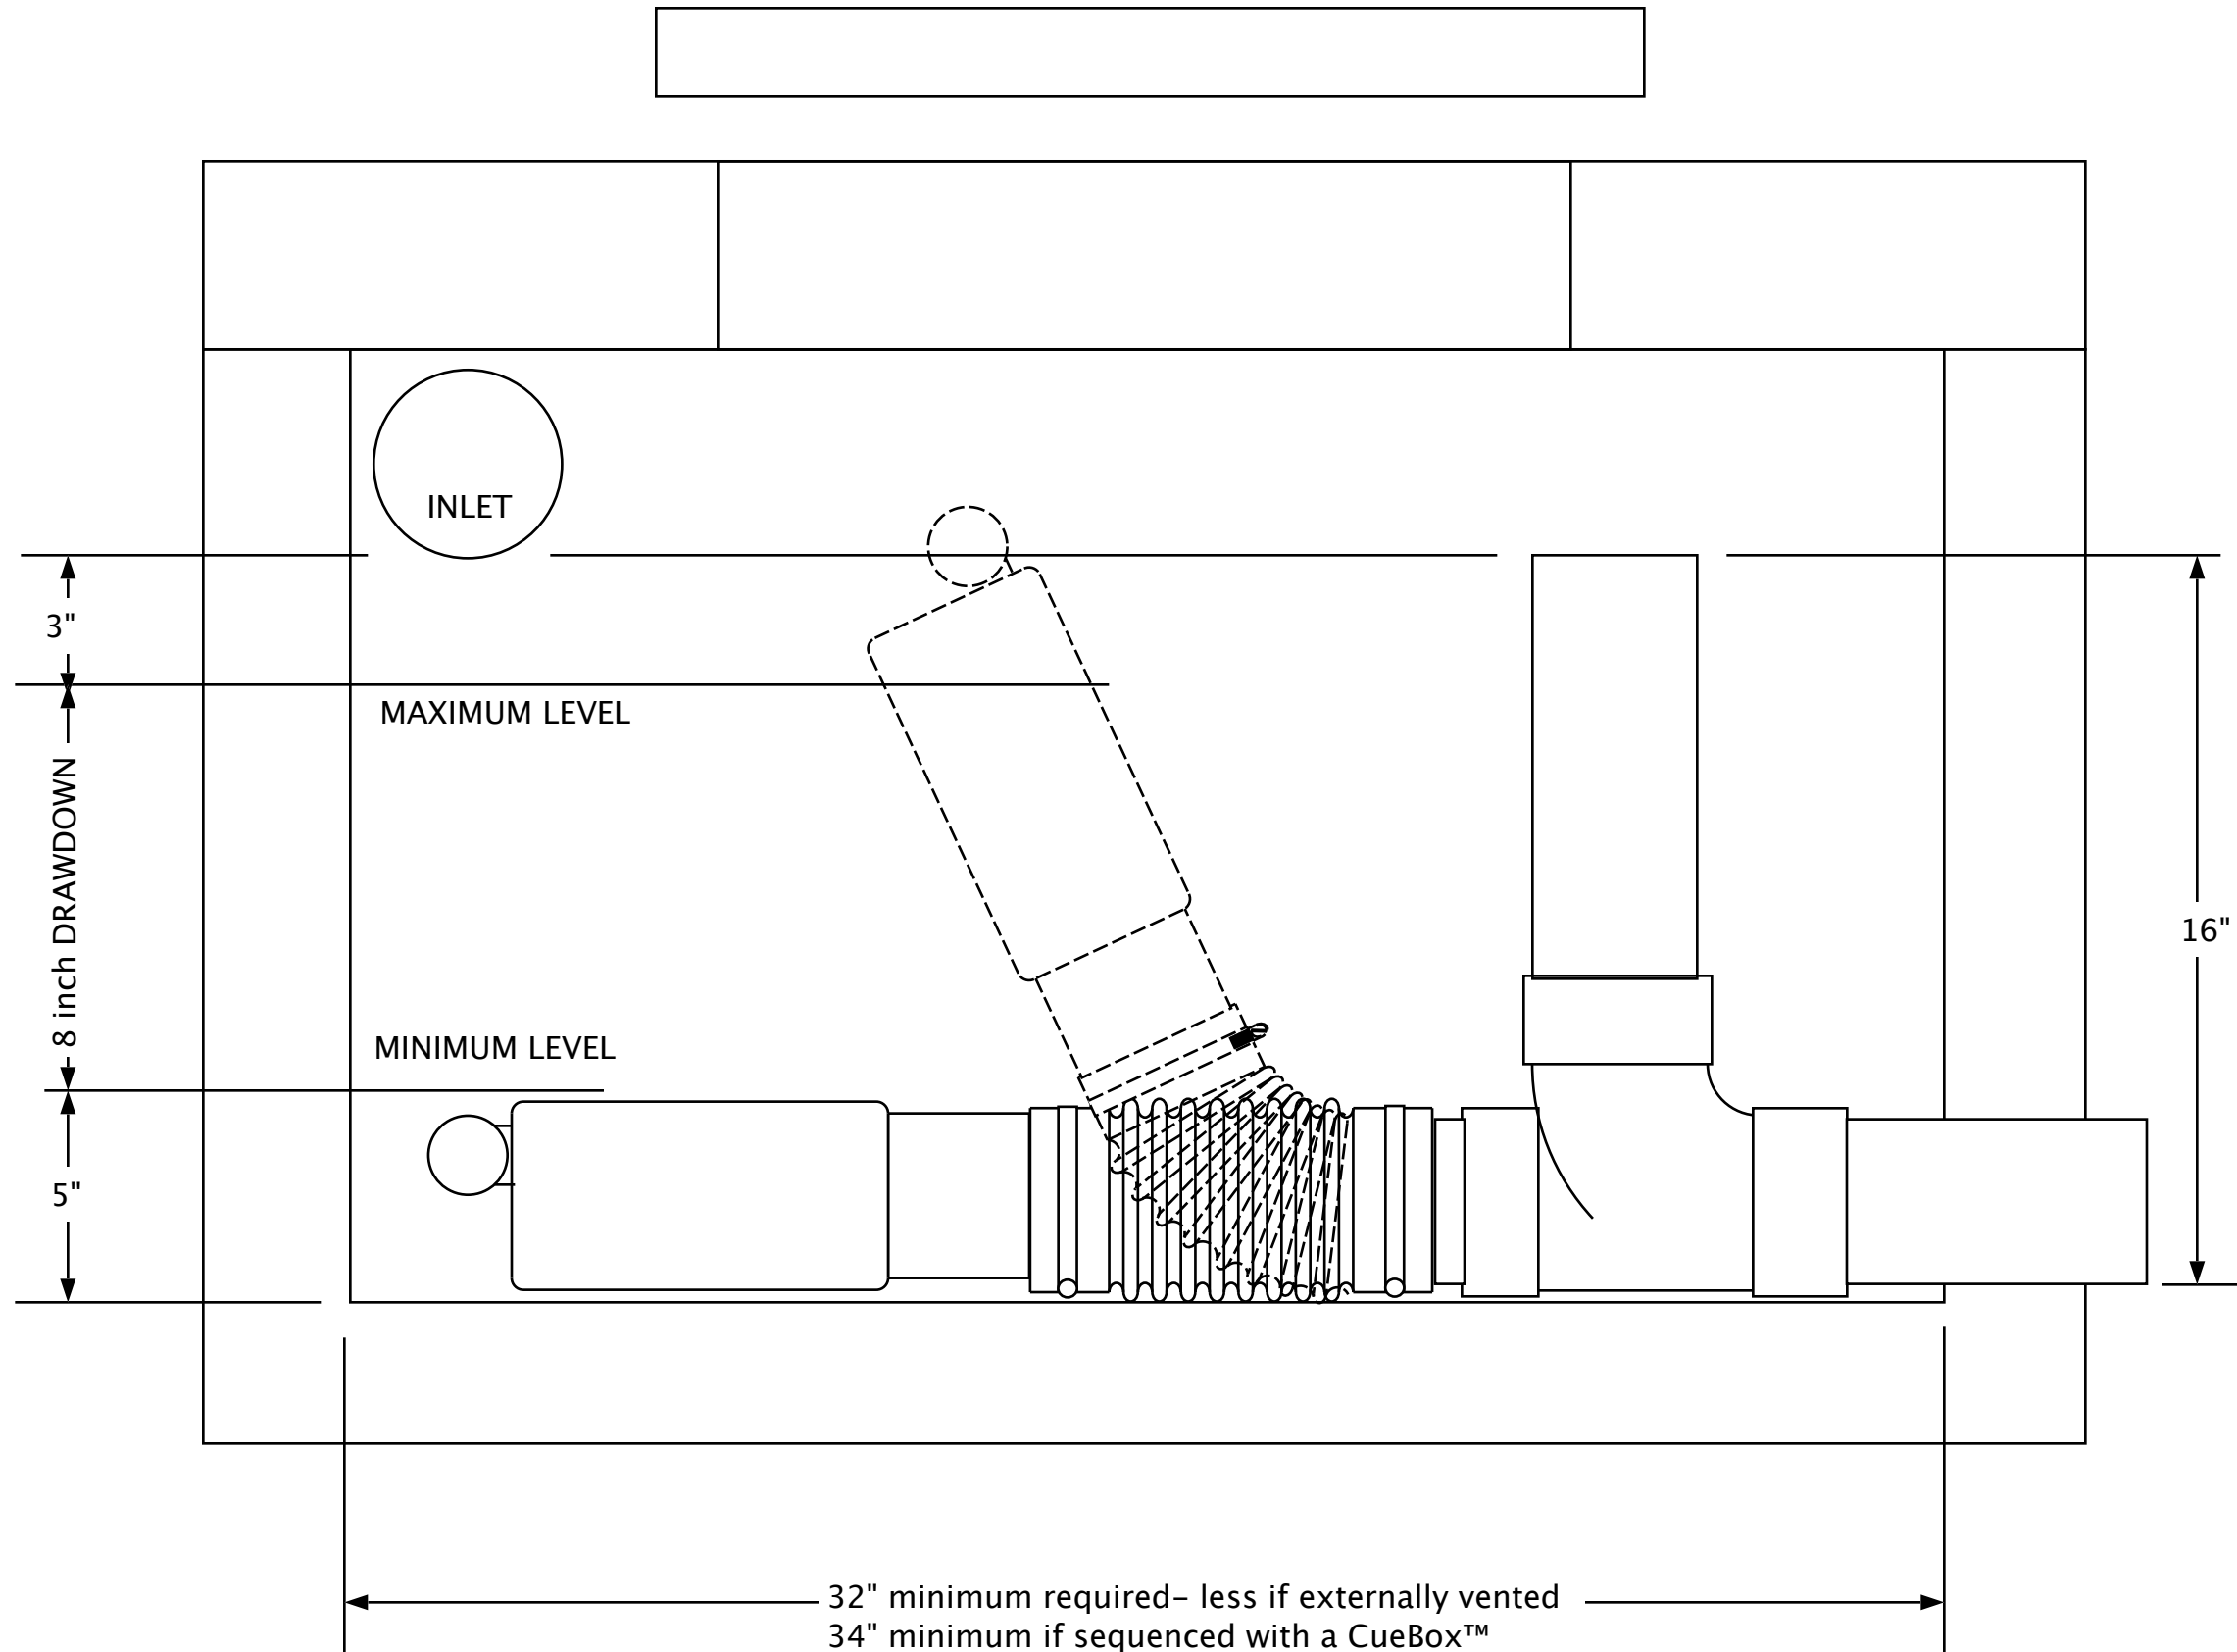 INLET
3"
MAXIMUM LEVEL
8 inch DRAWDOWN
16"
MINIMUM LEVEL
5"
32" minimum required– less if externally vented
34" minimum if sequenced with a CueBox™